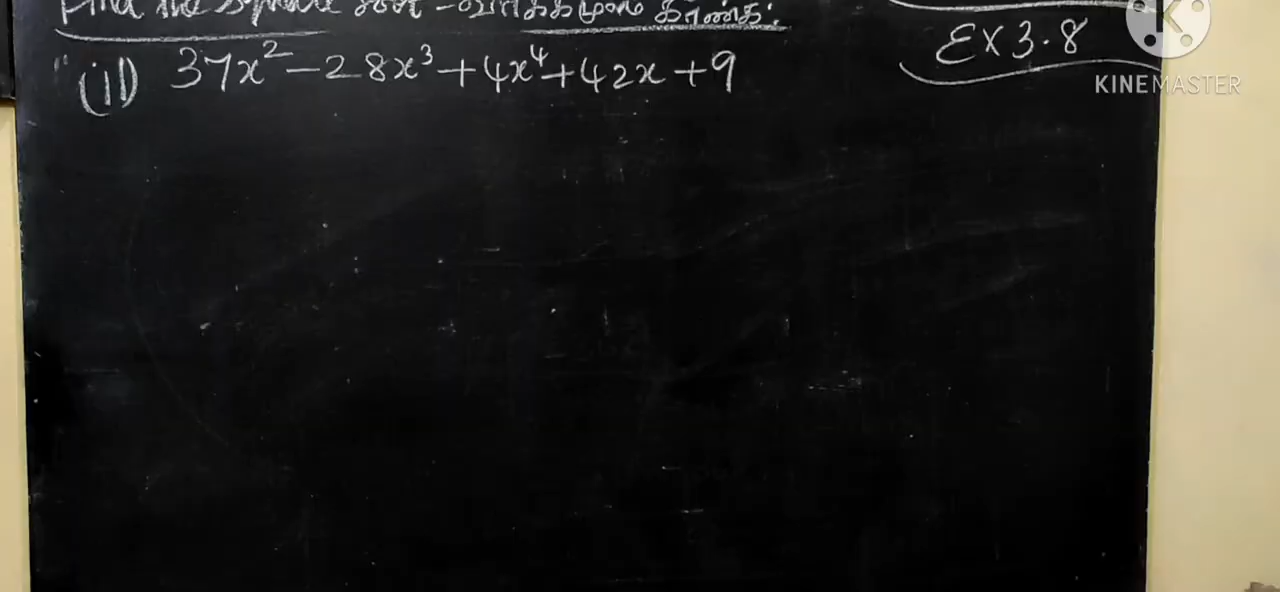 Find the square root - வர்க்கமூலம் காண்க:
Ex 3.8
(ii) 37x² - 28x³ + 4x⁴ + 42x + 9
K
KINEMASTER